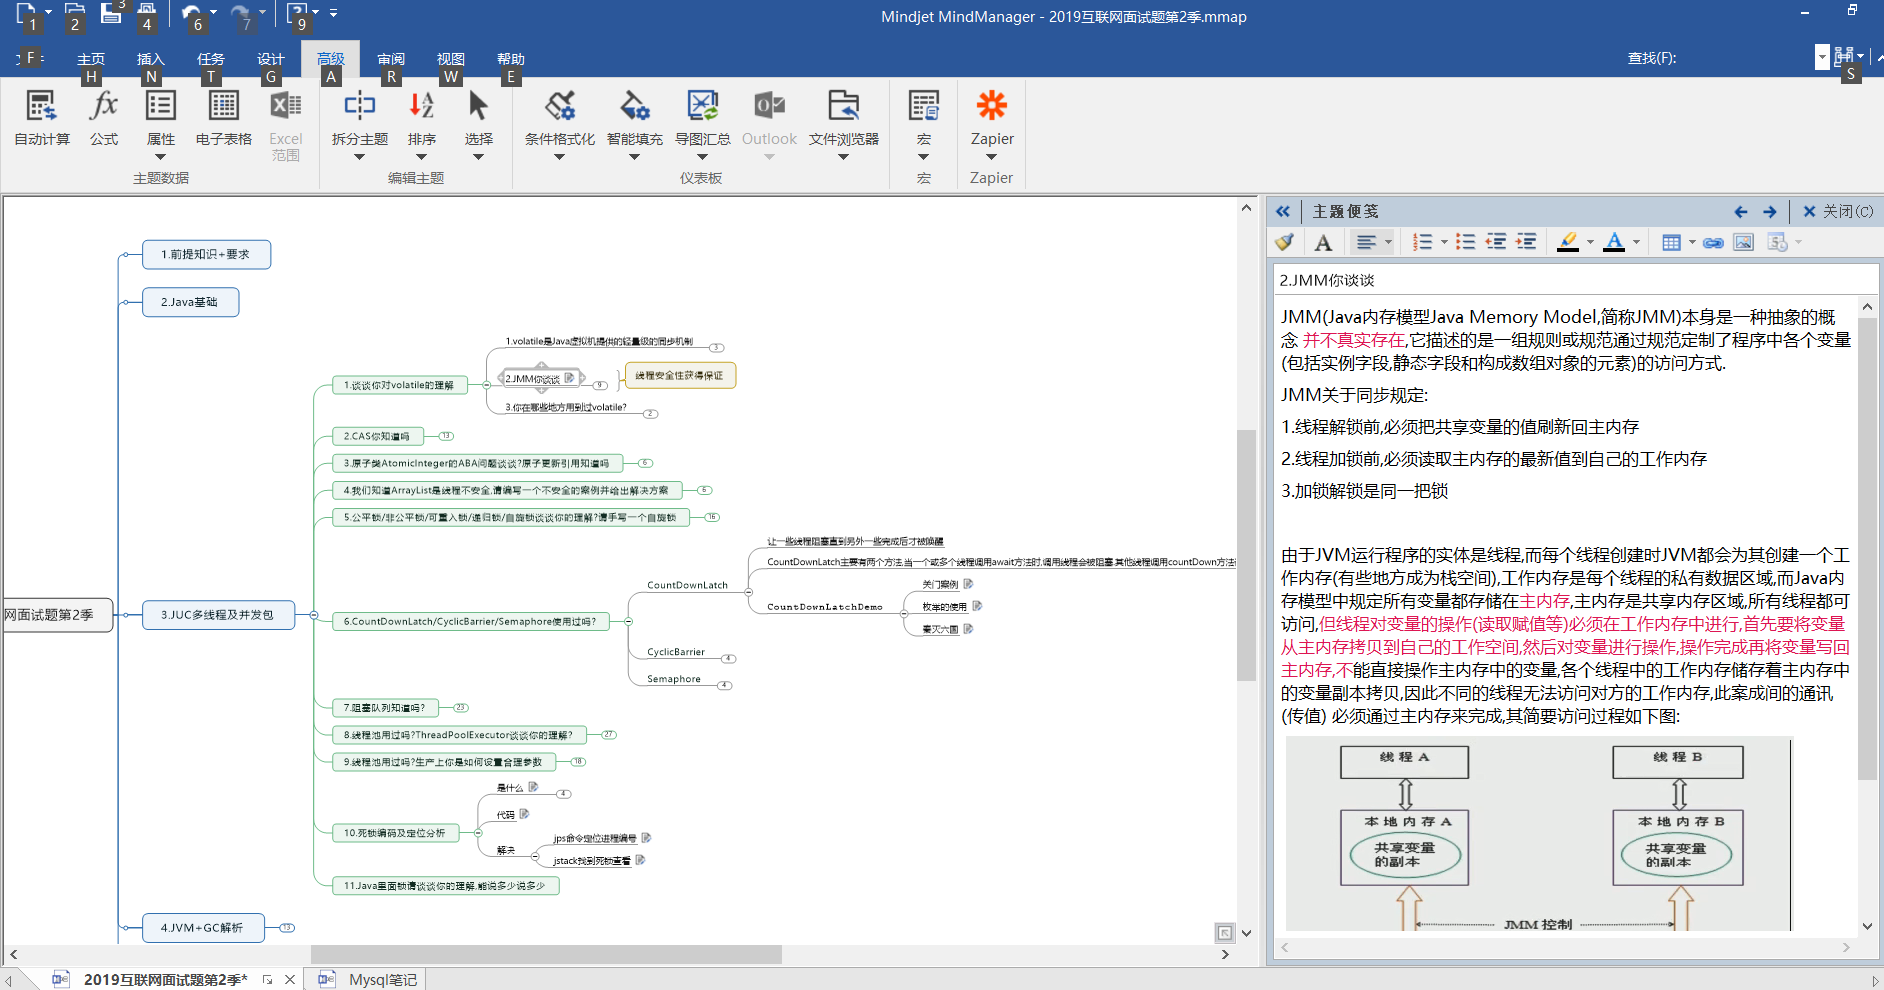 1
2
3
4
6
7
9
Mindjet MindManager - 2019互联网面试题第2季.mmap
F
主页
插入
任务
设计
高级
审阅
视图
帮助
查找(F):
H
N
T
G
A
R
W
E
S
自动计算
公式
属性
电子表格
Excel
范围
拆分主题
排序
选择
条件格式化
智能填充
导图汇总
Outlook
文件浏览器
宏
Zapier
主题数据
编辑主题
仪表板
宏
Zapier
1.前提知识+要求
2.Java基础
网面试题第2季
3.JUC多线程及并发包
4.JVM+GC解析
13
1.谈谈你对volatile的理解
1.volatile是Java虚拟机提供的轻量级的同步机制
3
2.JMM你谈谈
9
线程安全性获得保证
3.你在哪些地方用到过volatile?
2
2.CAS你知道吗
13
3.原子类AtomicInteger的ABA问题谈谈?原子更新引用知道吗
6
4.我们知道ArrayList是线程不安全,请编写一个不安全的案例并给出解决方案
6
5.公平锁/非公平锁/可重入锁/递归锁/自旋锁谈谈你的理解?请手写一个自旋锁
16
6.CountDownLatch/CyclicBarrier/Semaphore使用过吗?
CountDownLatch
让一些线程阻塞直到另外一些完成后才被唤醒
CountDownLatch主要有两个方法,当一个或多个线程调用await方法时,调用线程会被阻塞.其他线程调用countDown方法
CountDownLatchDemo
关门案例
枚举的使用
秦灭六国
CyclicBarrier
4
Semaphore
4
7.阻塞队列知道吗?
23
8.线程池用过吗?ThreadPoolExecutor谈谈你的理解?
27
9.线程池用过吗?生产上你是如何设置合理参数
18
10.死锁编码及定位分析
是什么
4
代码
解决
jps命令定位进程编号
jstack找到死锁查看
11.Java里面锁请谈谈你的理解,能说多少说多少
主题便笺
关闭(C)
2.JMM你谈谈
JMM(Java内存模型Java Memory Model,简称JMM)本身是一种抽象的概
念 并不真实存在,它描述的是一组规则或规范通过规范定制了程序中各个变量
(包括实例字段,静态字段和构成数组对象的元素)的访问方式.
JMM关于同步规定:
1.线程解锁前,必须把共享变量的值刷新回主内存
2.线程加锁前,必须读取主内存的最新值到自己的工作内存
3.加锁解锁是同一把锁
由于JVM运行程序的实体是线程,而每个线程创建时JVM都会为其创建一个工
作内存(有些地方成为栈空间),工作内存是每个线程的私有数据区域,而Java内
存模型中规定所有变量都存储在主内存,主内存是共享内存区域,所有线程都可
访问,但线程对变量的操作(读取赋值等)必须在工作内存中进行,首先要将变量
从主内存拷贝到自己的工作空间,然后对变量进行操作,操作完成再将变量写回
主内存,不能直接操作主内存中的变量,各个线程中的工作内存储存着主内存中
的变量副本拷贝,因此不同的线程无法访问对方的工作内存,此案成间的通讯
(传值) 必须通过主内存来完成,其简要访问过程如下图:
线程A
线程B
本地内存A
本地内存B
共享变量
的副本
共享变量
的副本
JMM 控制
2019互联网面试题第2季*
Mysql笔记